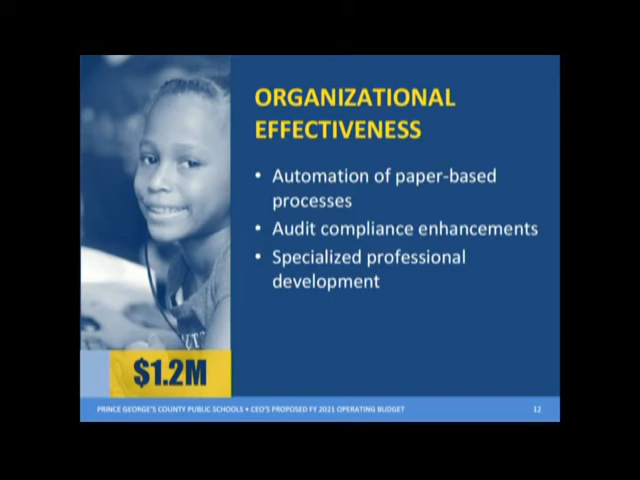 ORGANIZATIONAL
EFFECTIVENESS
• Automation of paper-based
processes
• Audit compliance enhancements
• Specialized professional
development
$1.2M
PRINCE GEORGE'S COUNTY PUBLIC SCHOOLS • CEO'S PROPOSED FY 2021 OPERATING BUDGET
12